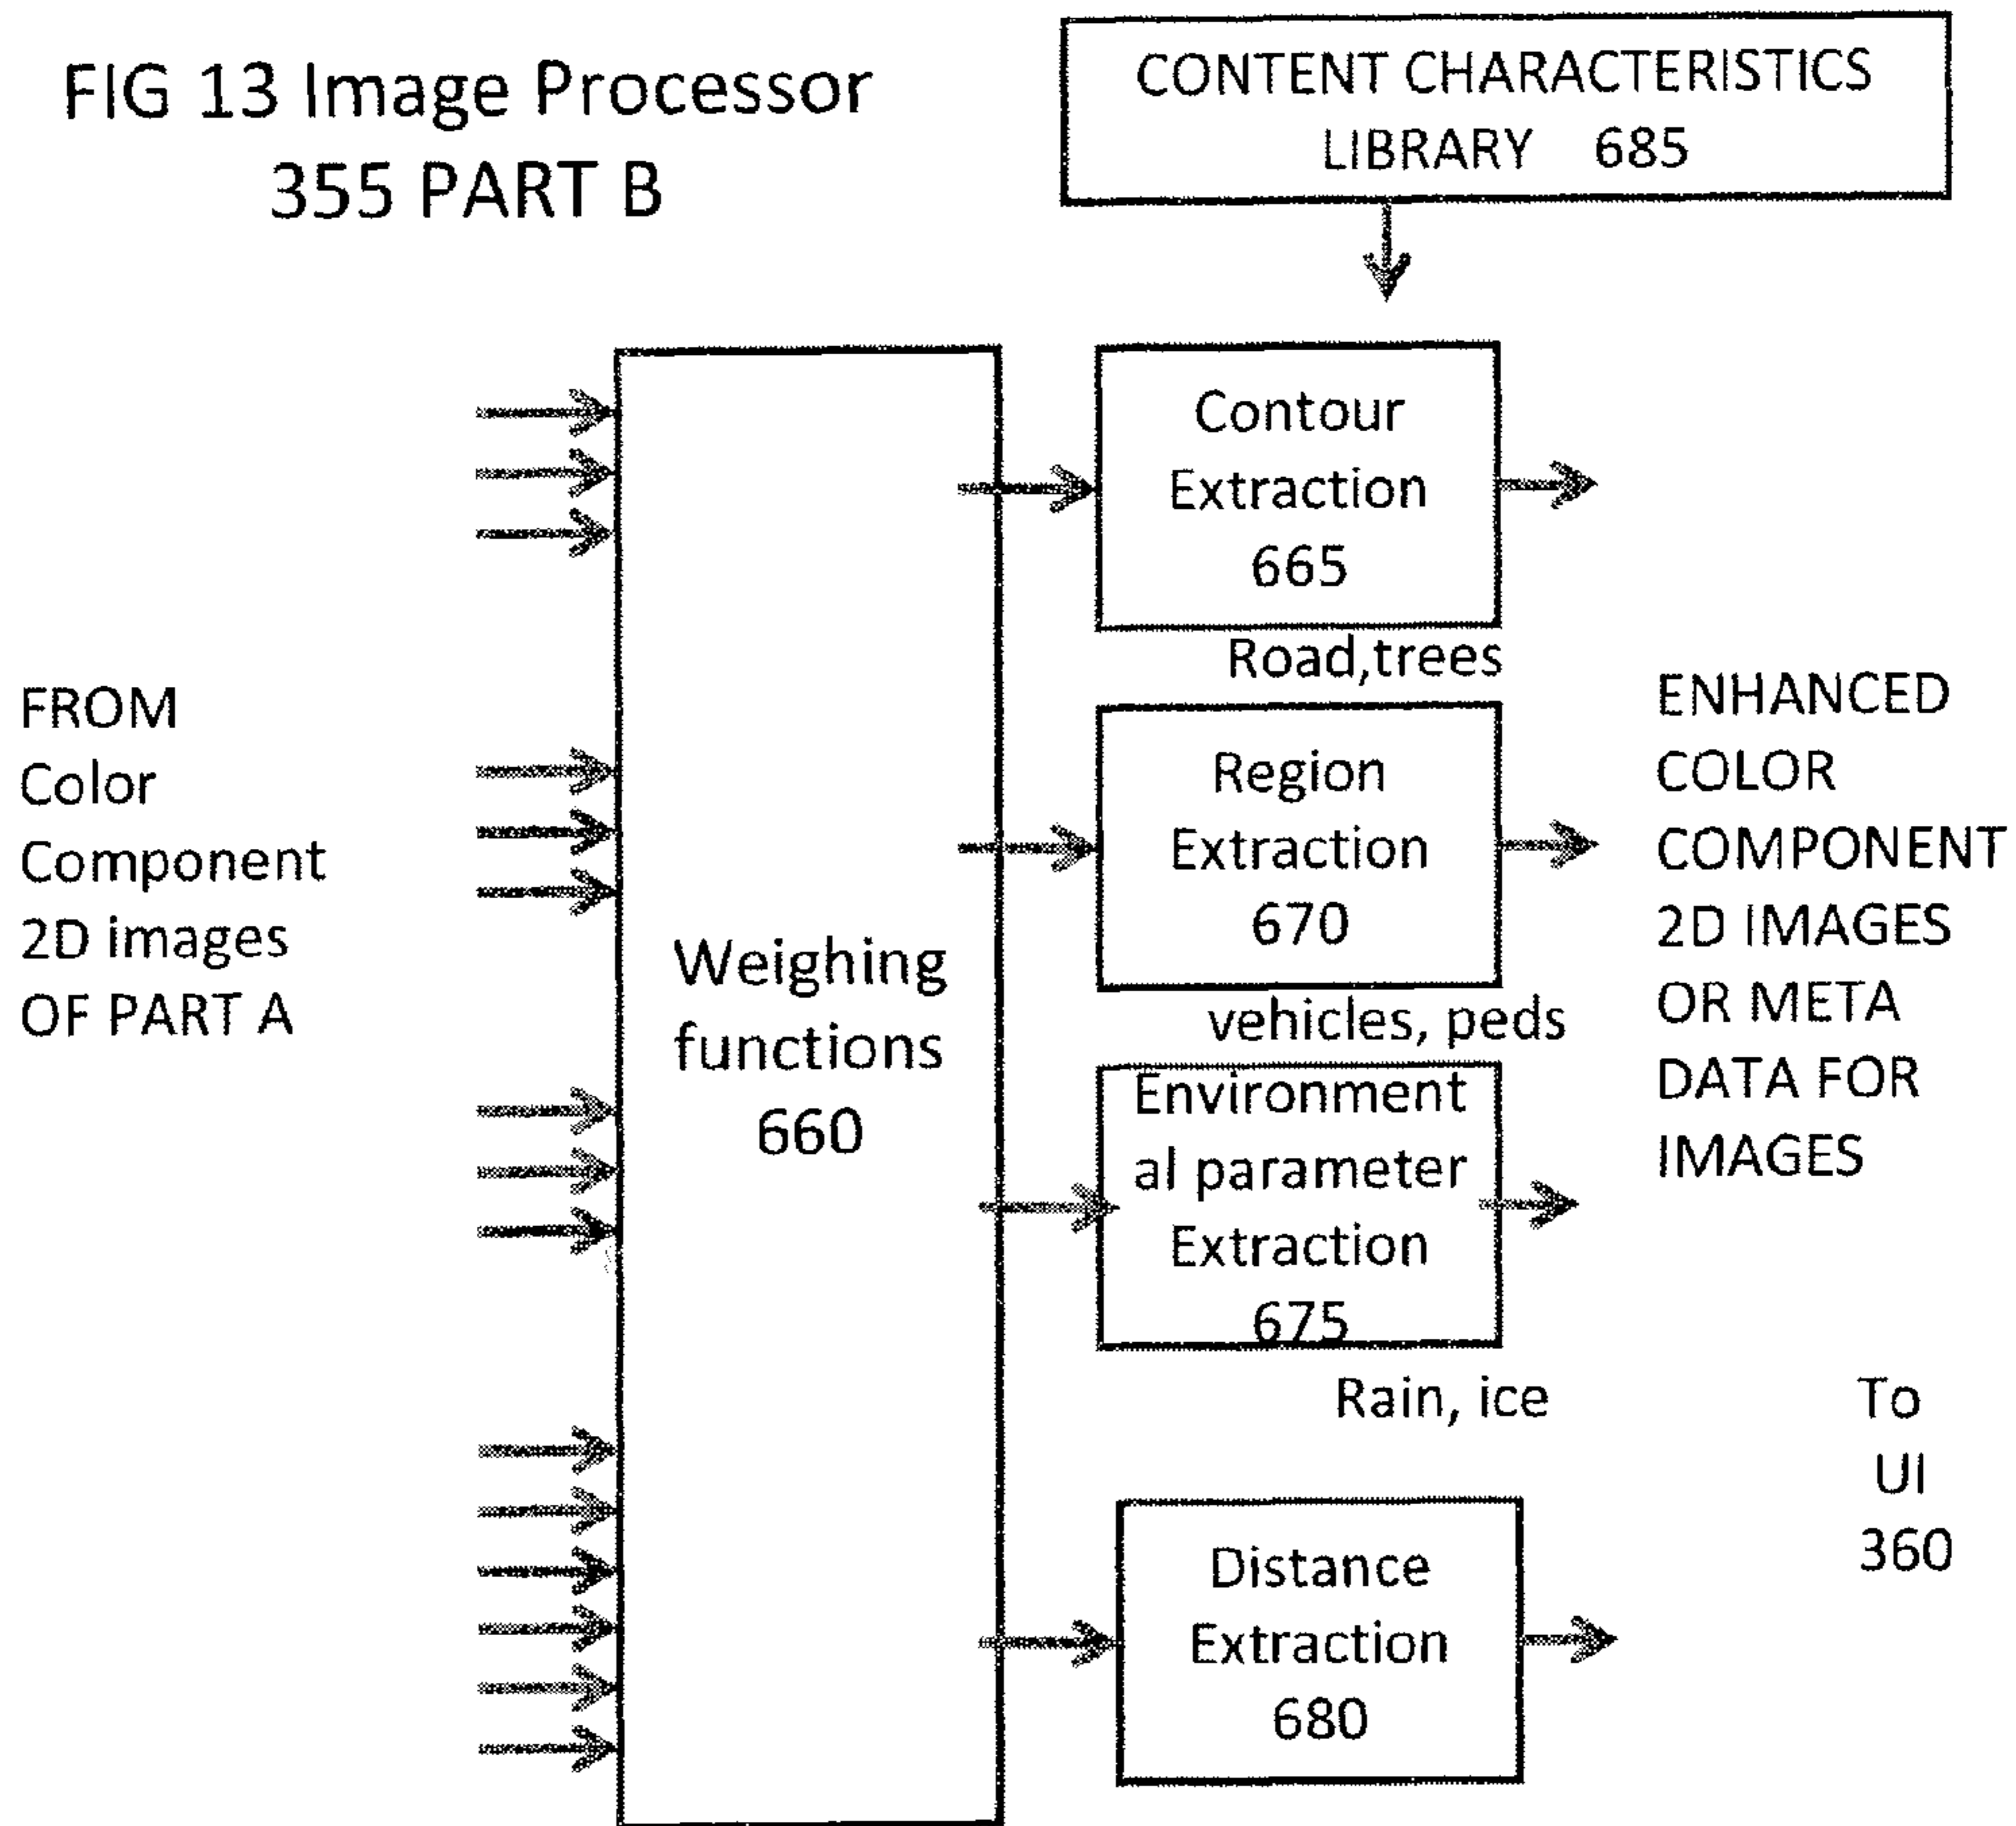 FIG 13 Image Processor
355 PART B
CONTENT CHARACTERISTICS
LIBRARY 685
FROM
Color
Component
2D images
OF PART A
Weighing
functions
660
Contour
Extraction
665
Road,trees
Region
Extraction
670
vehicles, peds
Environment
al parameter
Extraction
675
Rain, ice
Distance
Extraction
680
ENHANCED
COLOR
COMPONENT
2D IMAGES
OR META
DATA FOR
IMAGES
To
UI
360